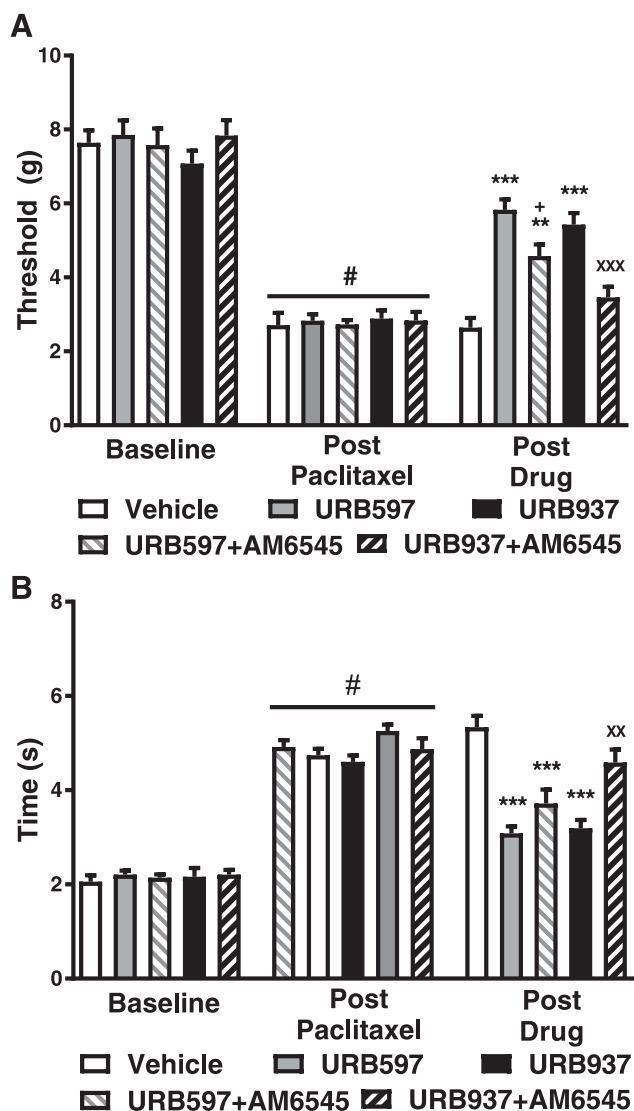 A
Threshold (g)
10
8
6
4
2
0
#
***
+
**
***
xxx
Baseline
Post
Paclitaxel
Post
Drug
Vehicle URB597 URB937
URB597+AM6545 URB937+AM6545
B
Time (s)
8
6
4
2
0
#
***
***
***
xx
Baseline
Post
Paclitaxel
Post
Drug
Vehicle URB597 URB937
URB597+AM6545 URB937+AM6545